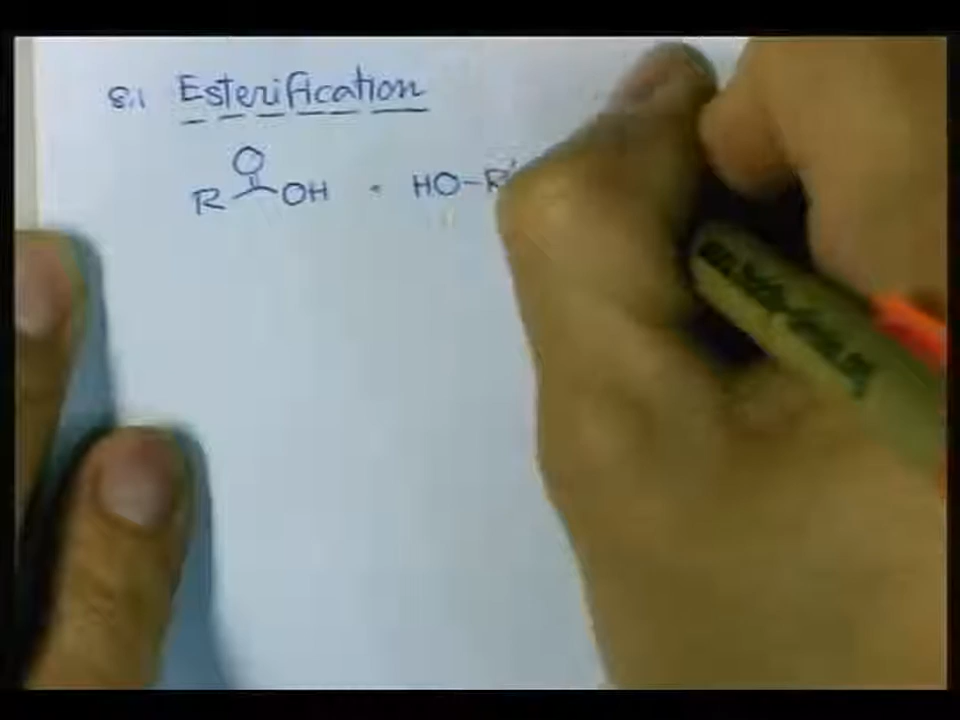 8.1 Esterification
O
R OH + HO-R'